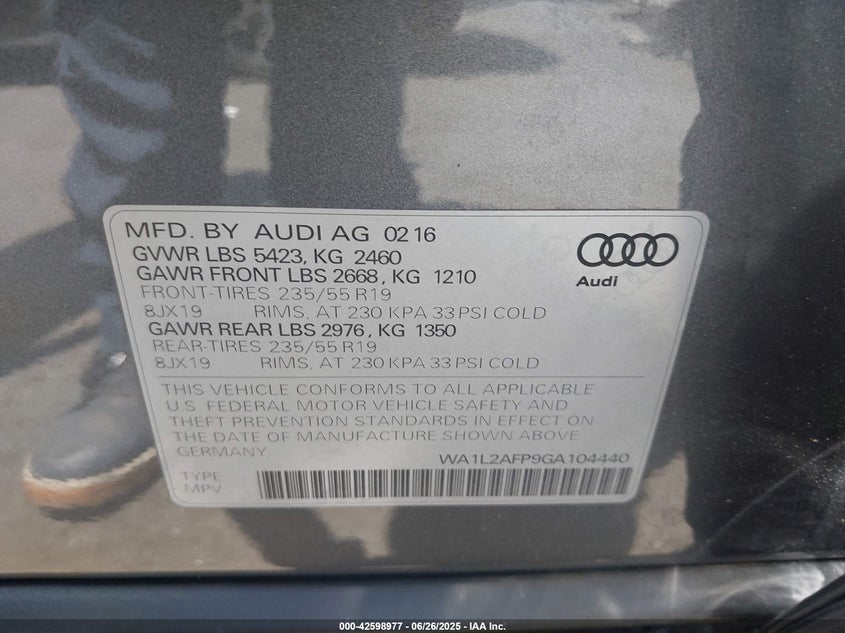 MFD. BY AUDI AG 02 16
GVWR LBS 5423, KG 2460
GAWR FRONT LBS 2668, KG 1210
FRONT-TIRES 235/55 R19
8JX19 RIMS, AT 230 KPA 33 PSI COLD
GAWR REAR LBS 2976, KG 1350
REAR-TIRES 235/55 R19
8JX19 RIMS, AT 230 KPA 33 PSI COLD
Audi
THIS VEHICLE CONFORMS TO ALL APPLICABLE
U.S. FEDERAL MOTOR VEHICLE SAFETY AND
THEFT PREVENTION STANDARDS IN EFFECT ON
THE DATE OF MANUFACTURE SHOWN ABOVE
GERMANY WA1L2AFP9GA104440
TYPE
MPV
000-42598977 - 06/26/2025 - IAA Inc.